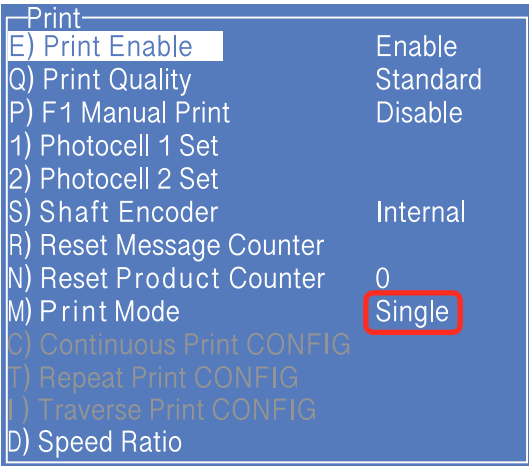 Print
E) Print Enable Enable
Q) Print Quality Standard
P) F1 Manual Print Disable
1) Photocell 1 Set
2) Photocell 2 Set
S) Shaft Encoder Internal
R) Reset Message Counter
N) Reset Product Counter 0
M) Print Mode Single
C) Continuous Print CONFIG
T) Repeat Print CONFIG
I) Traverse Print CONFIG
D) Speed Ratio